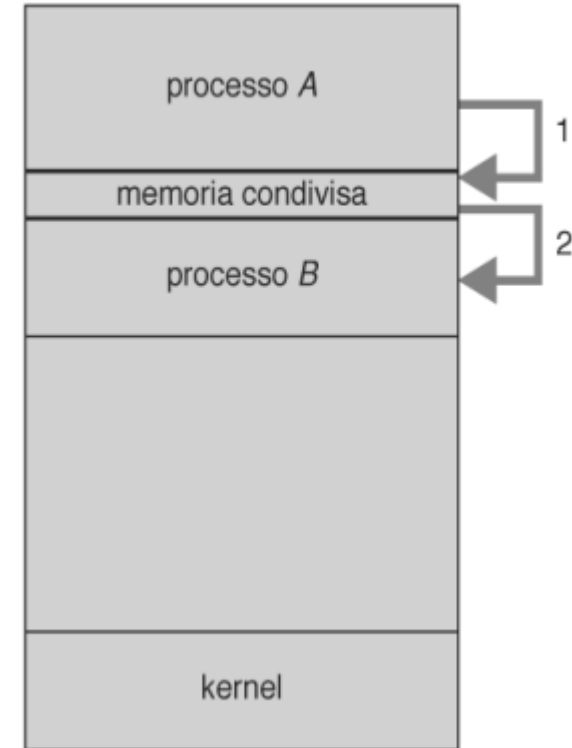 processo A
1
memoria condivisa
2
processo B
kernel